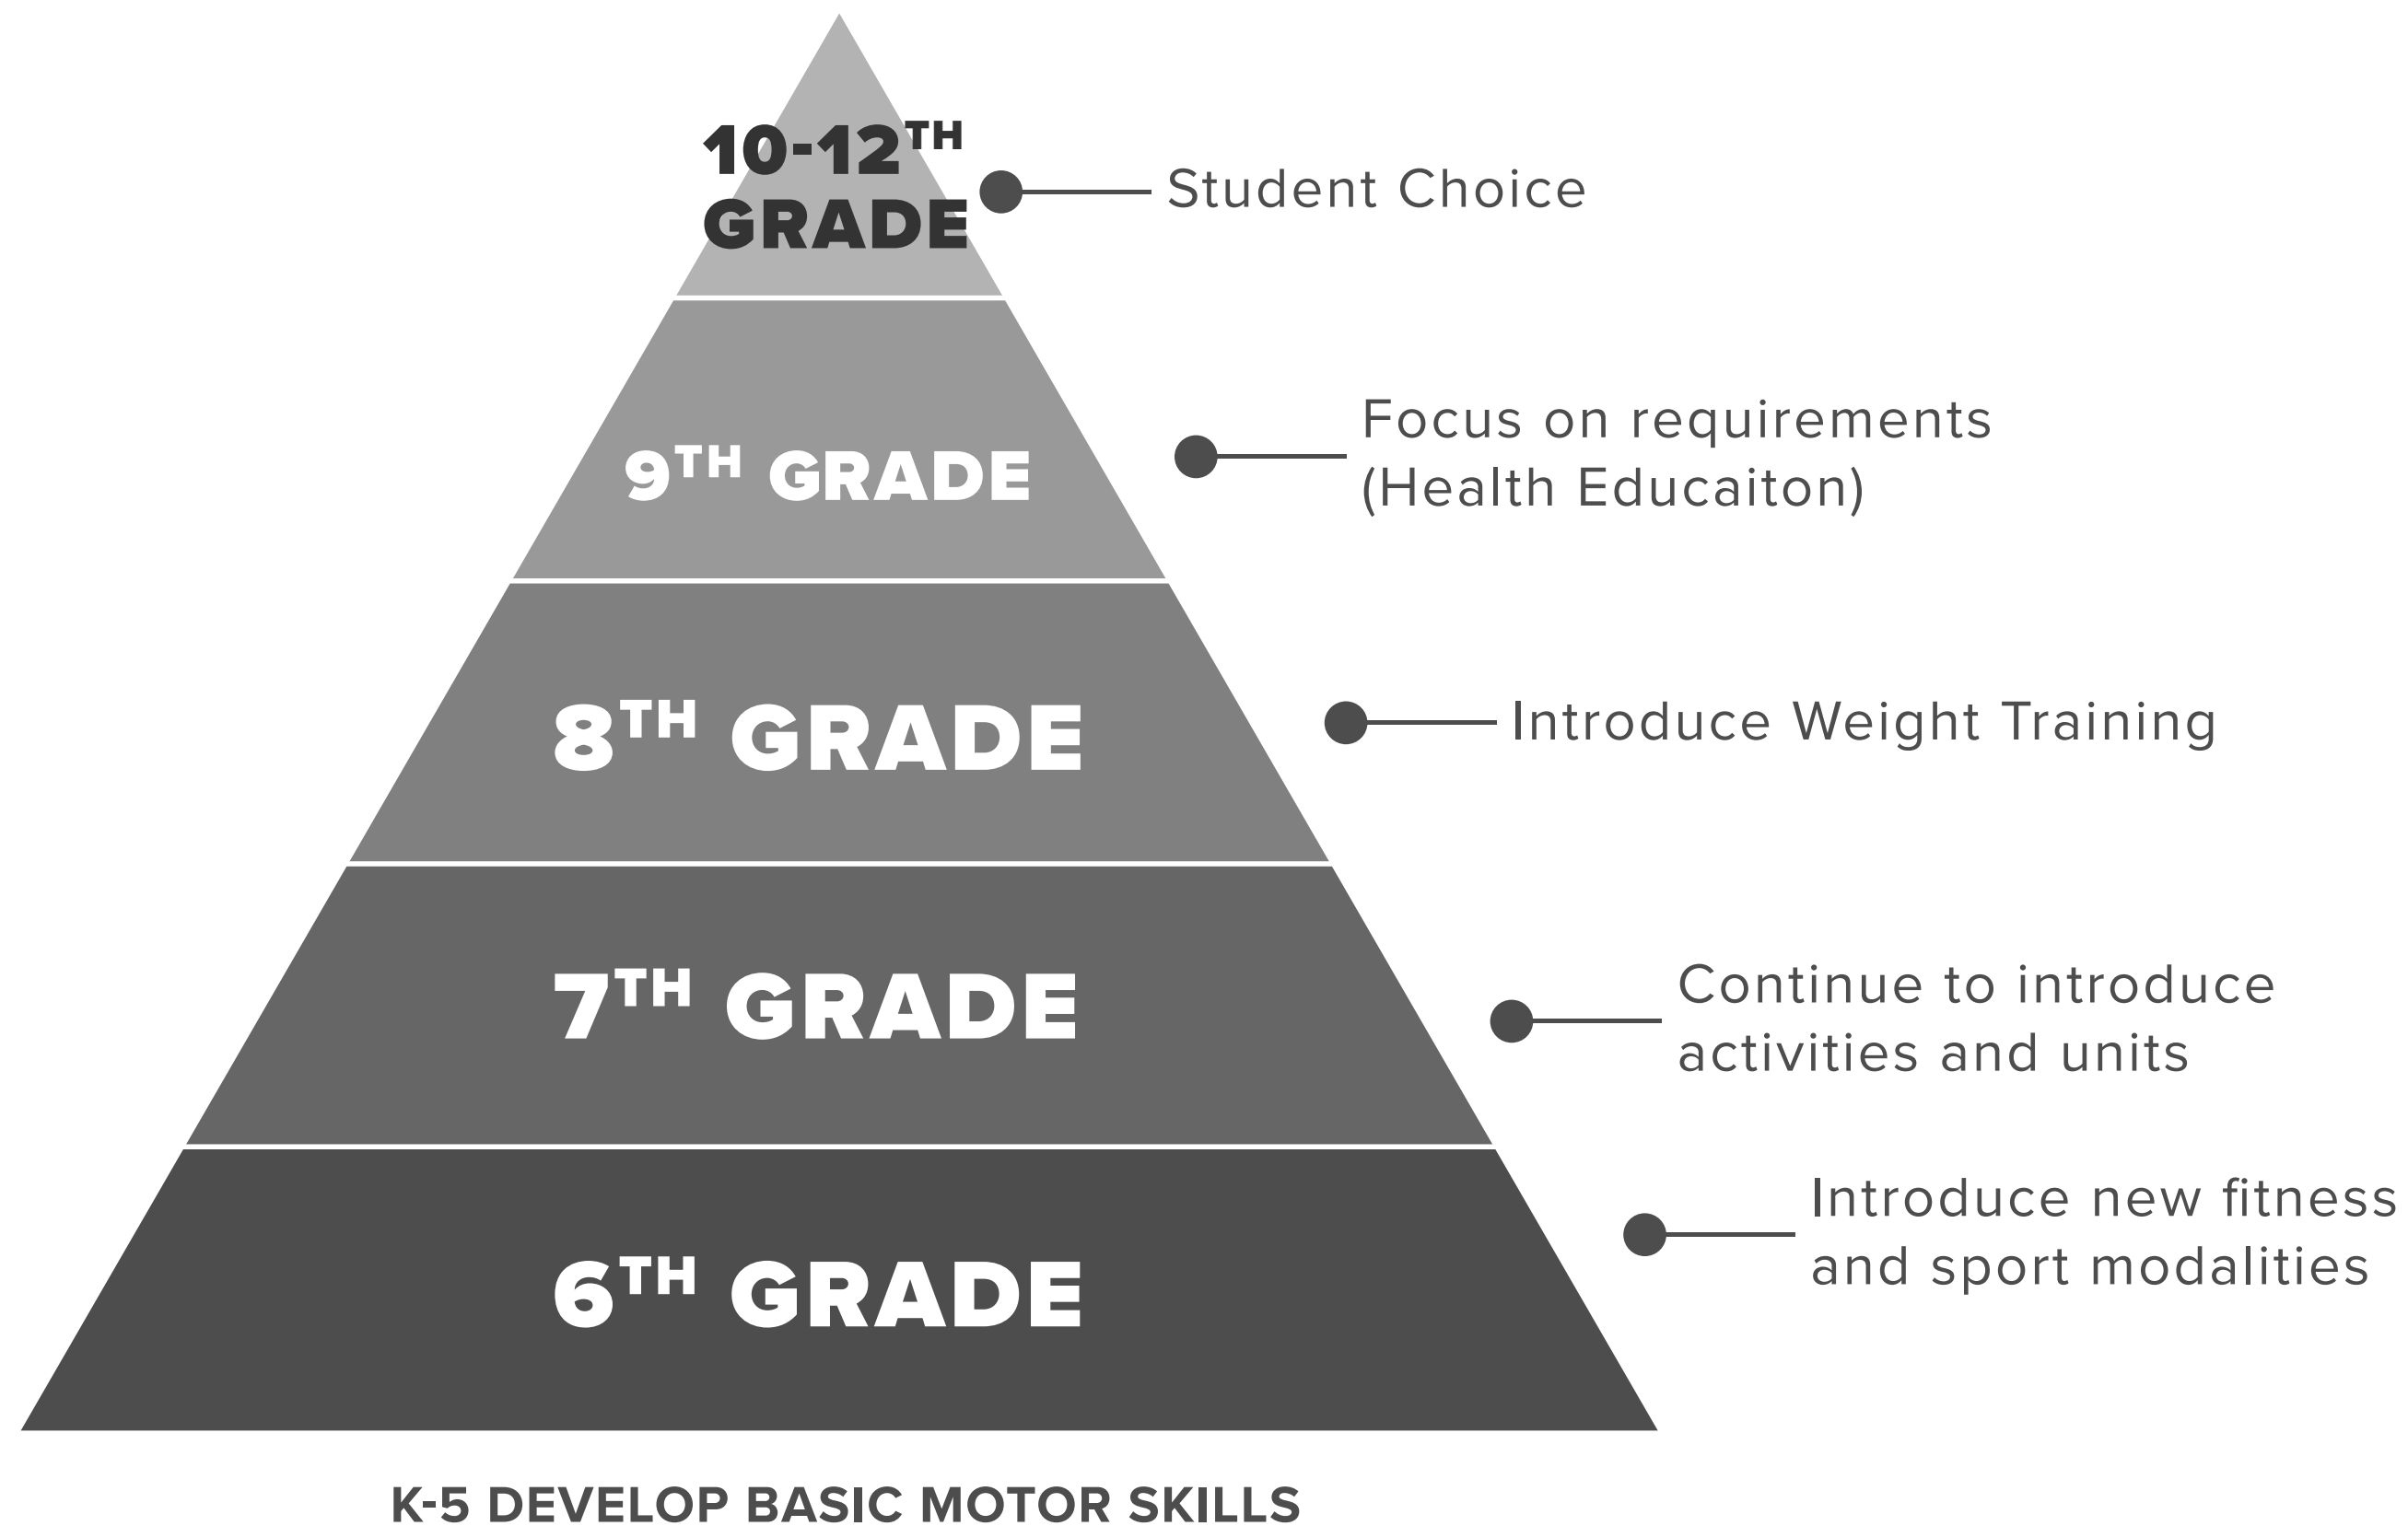 10-12TH
GRADE
Student Choice
Focus on requirements
(Health Educaiton)
9TH GRADE
8TH GRADE
Introduce Weight Training
Continue to introduce
activities and units
7TH GRADE
Introduce new fitness
and sport modalities
6TH GRADE
K-5 DEVELOP BASIC MOTOR SKILLS